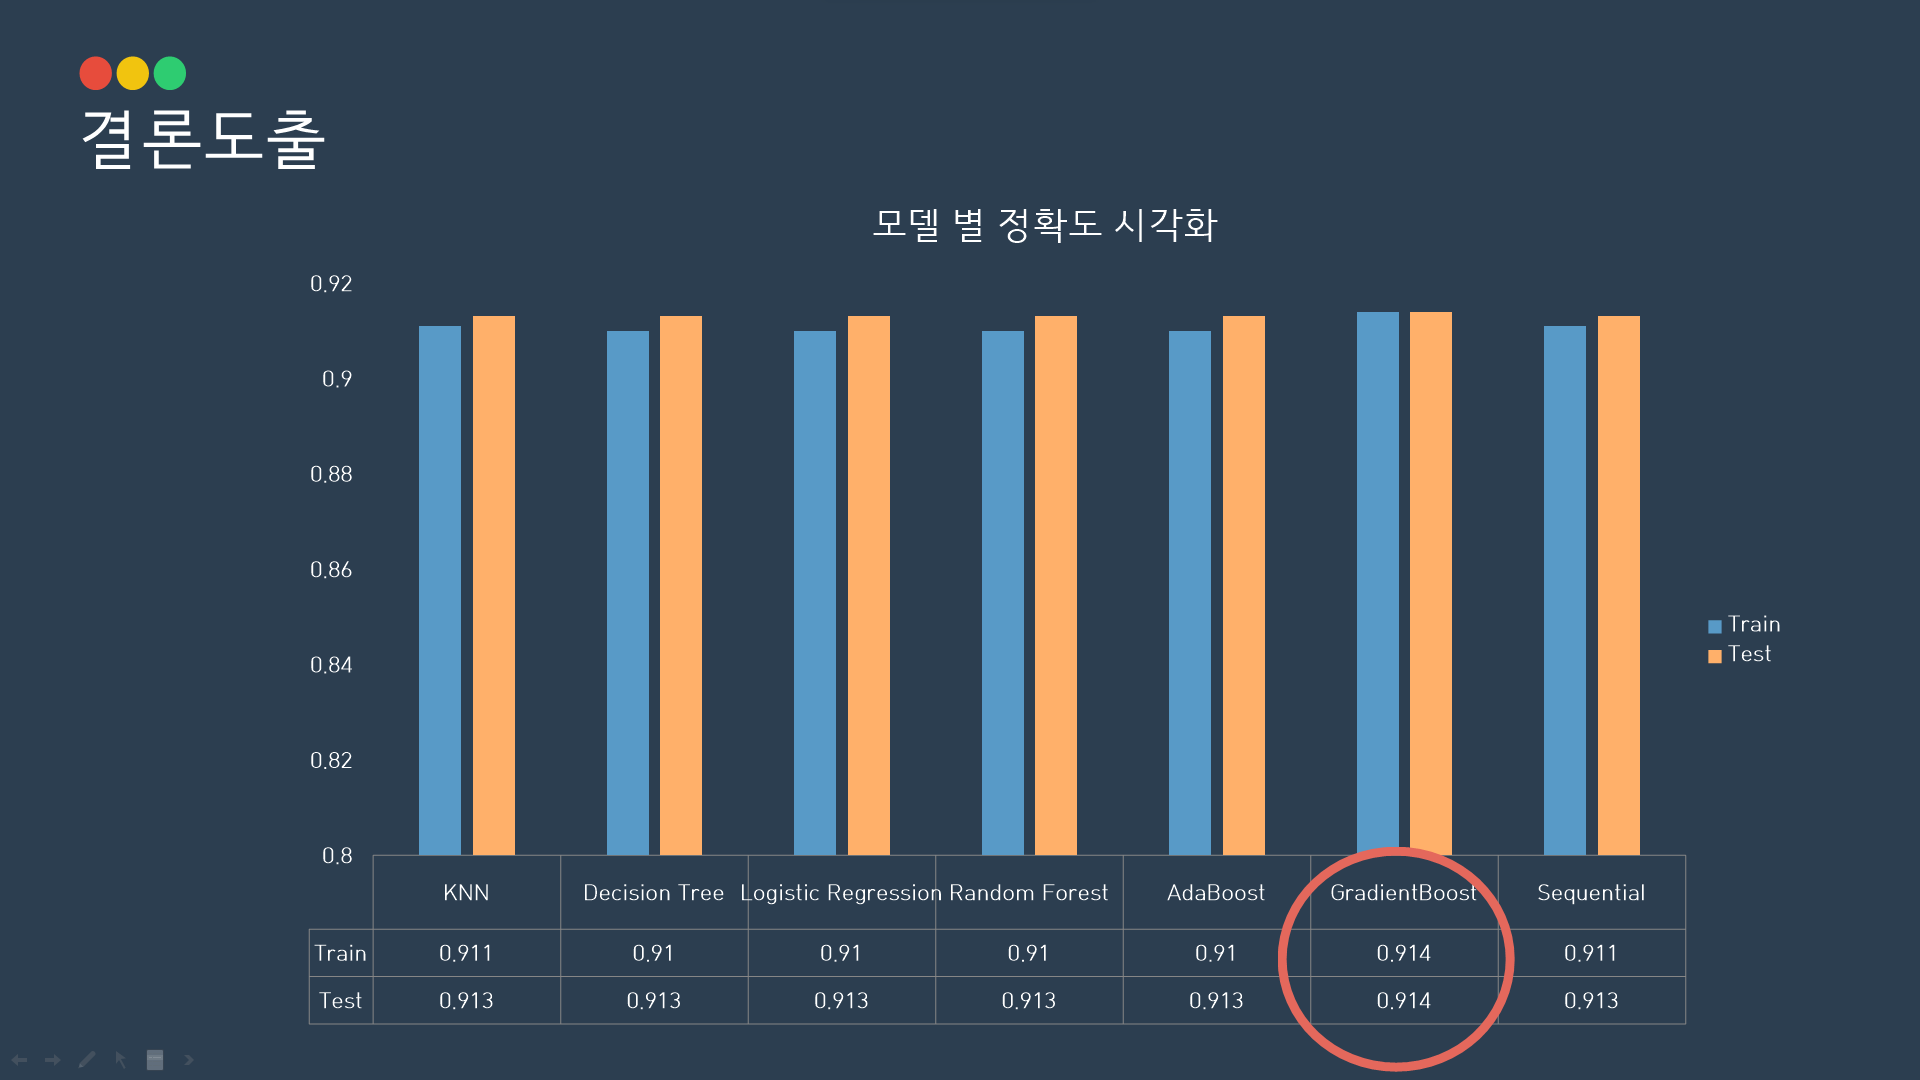 결론도출
모델 별 정확도 시각화
0.92
0.9
0.88
0.86
0.84
0.82
0.8
Train
Test
KNN Decision Tree Logistic Regression Random Forest AdaBoost GradientBoost Sequential
Train 0.911 0.91 0.91 0.91 0.91 0.914 0.911
Test 0.913 0.913 0.913 0.913 0.913 0.914 0.913